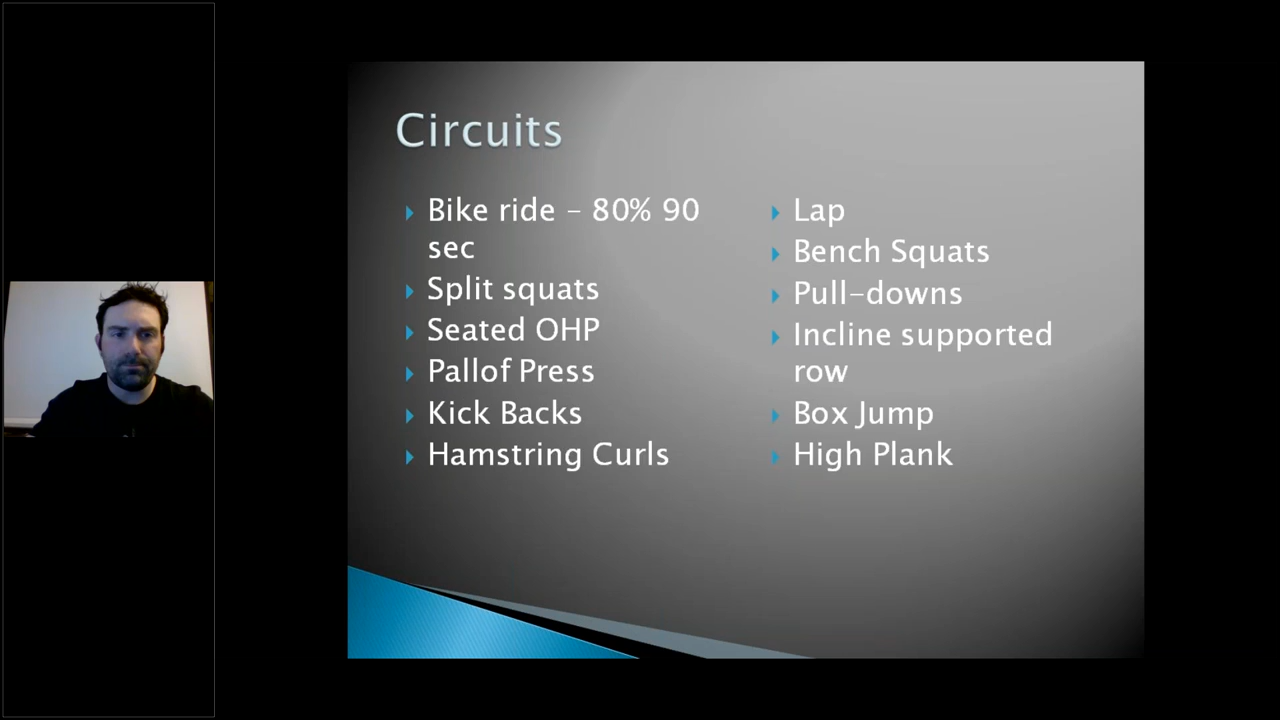 Circuits
Bike ride – 80% 90
sec
Split squats
Seated OHP
Pallof Press
Kick Backs
Hamstring Curls
Lap
Bench Squats
Pull-downs
Incline supported
row
Box Jump
High Plank